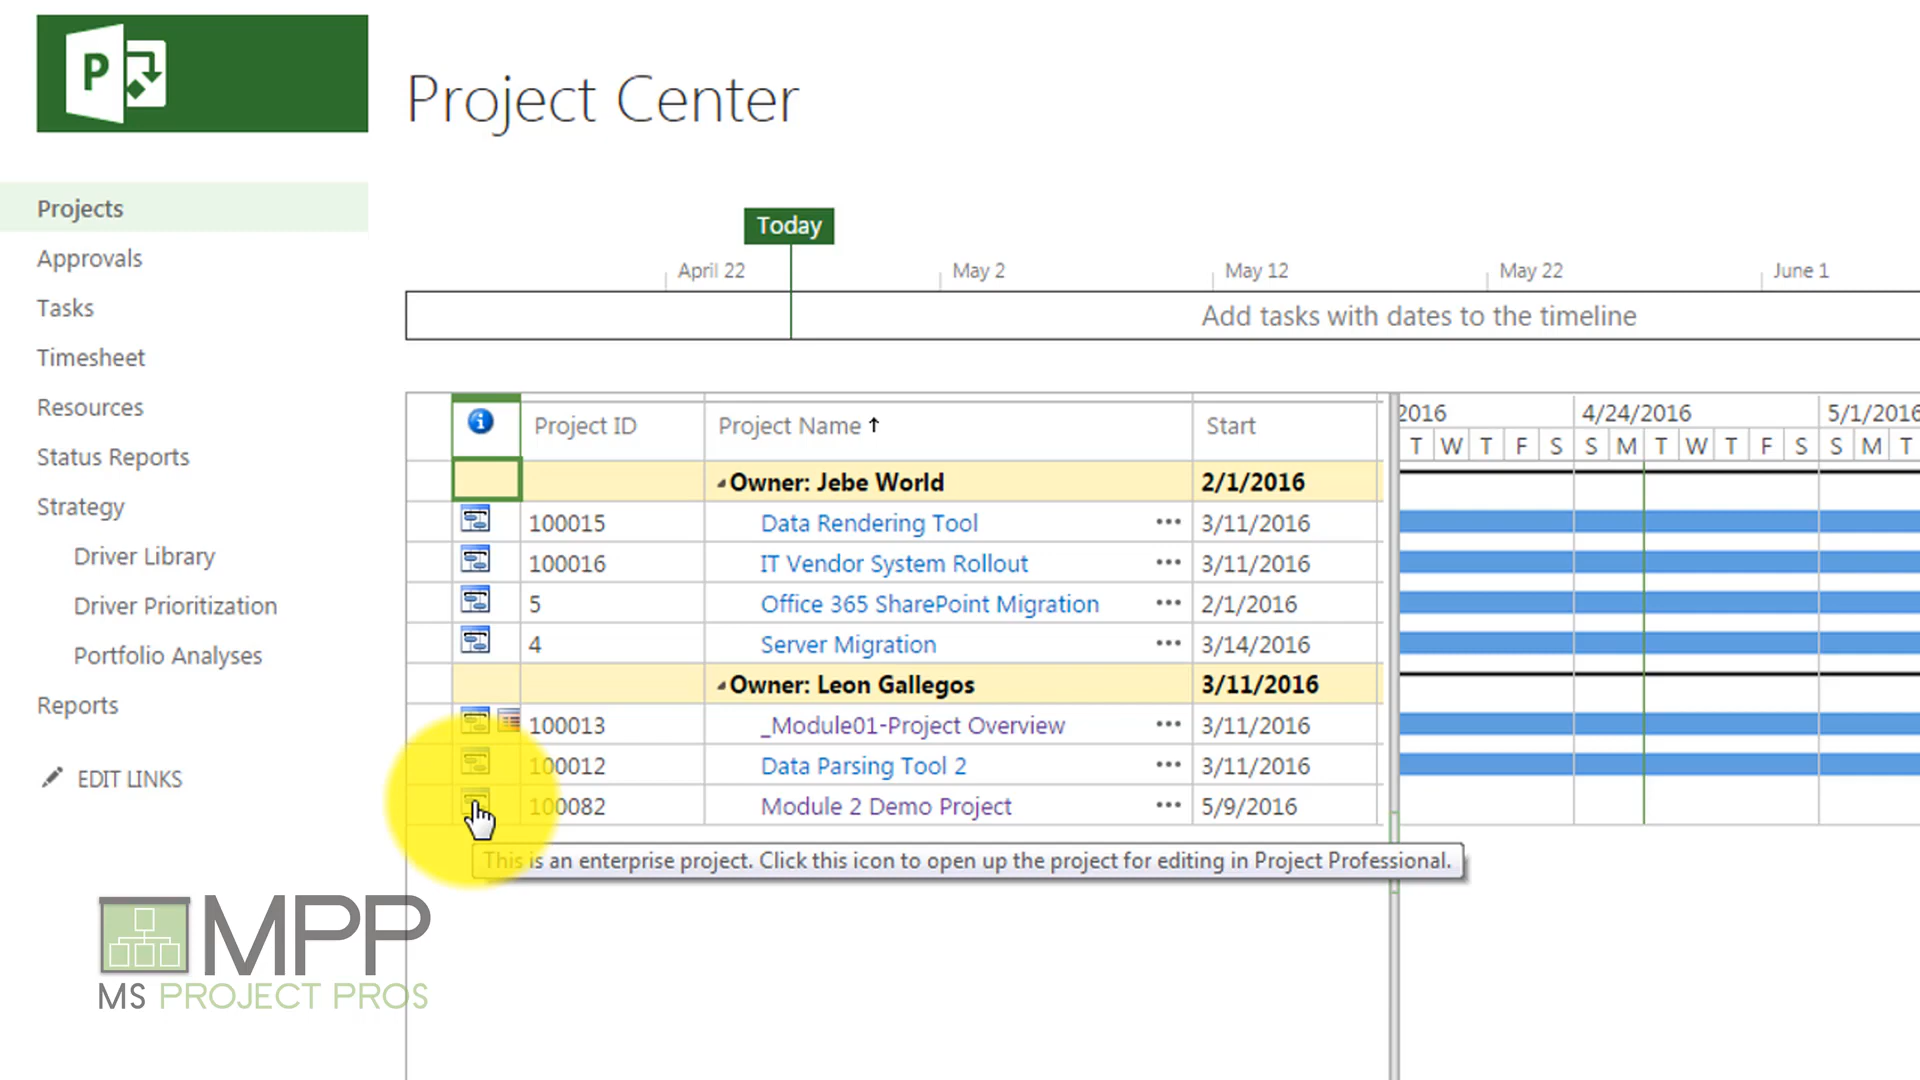 P
Project Center
Projects
Approvals
Tasks
Timesheet
Resources
Status Reports
Strategy
Driver Library
Driver Prioritization
Portfolio Analyses
Reports
EDIT LINKS
Today
April 22 May 2 May 12 May 22 June 1
Add tasks with dates to the timeline
Project ID Project Name ↑ Start
2016 4/24/2016 5/1/2016
T W T F S S M T W T F S S M T
Owner: Jebe World 2/1/2016
100015 Data Rendering Tool ••• 3/11/2016
100016 IT Vendor System Rollout ••• 3/11/2016
5 Office 365 SharePoint Migration ••• 2/1/2016
4 Server Migration ••• 3/14/2016
Owner: Leon Gallegos 3/11/2016
100013 _Module01-Project Overview ••• 3/11/2016
100012 Data Parsing Tool 2 ••• 3/11/2016
100082 Module 2 Demo Project ••• 5/9/2016
This is an enterprise project. Click this icon to open up the project for editing in Project Professional.
MPP
MS PROJECT PROS